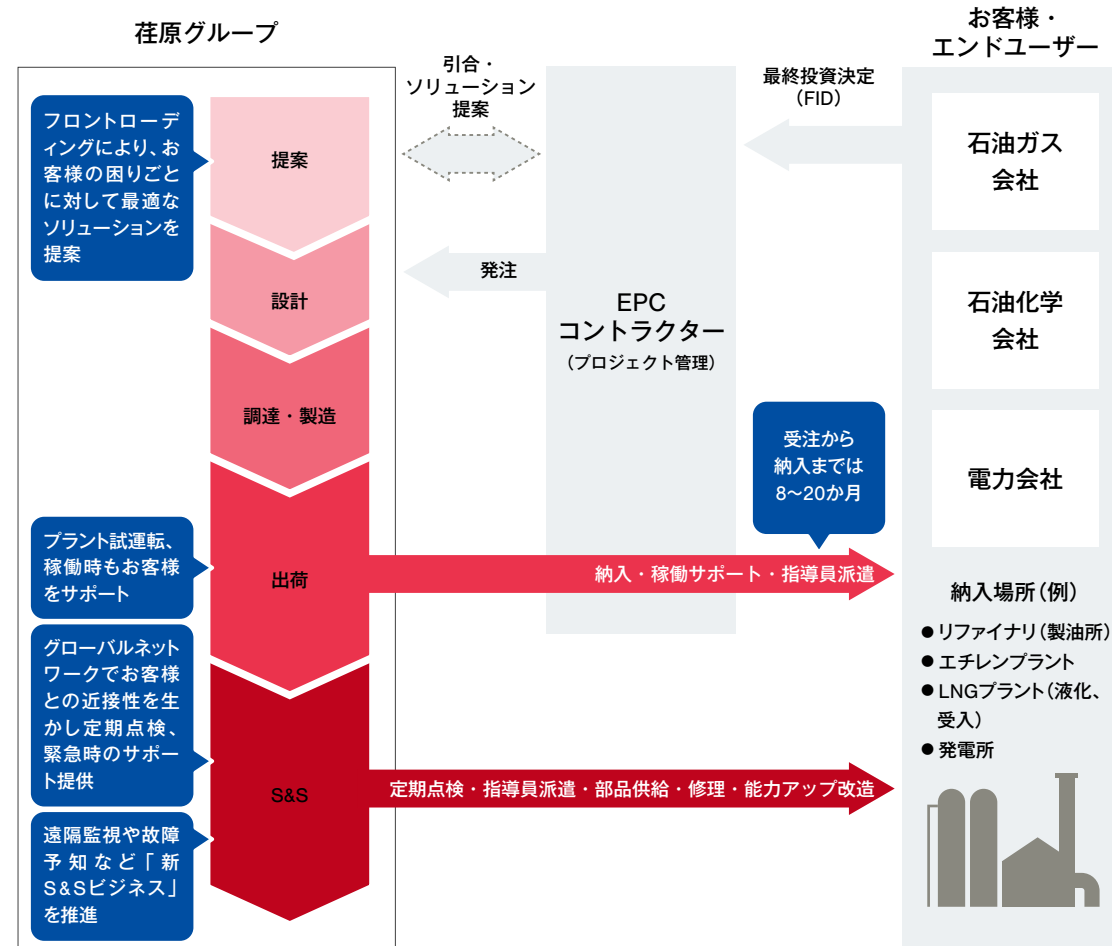 荏原グループ
お客様・
エンドユーザー
引合・
ソリューション
提案
最終投資決定
（FID）
フロントローデ
ィングにより、お
客様の困りごと
に対して最適な
ソリューションを
提案
提案
石油ガス
会社
発注
設計
EPC
コントラクター
（プロジェクト管理）
石油化学
会社
調達・製造
受注から
納入までは
8〜20か月
電力会社
プラント試運転、
稼働時もお客様
をサポート
出荷
納入・稼働サポート・指導員派遣
納入場所（例）
● リファイナリ（製油所）
● エチレンプラント
● LNGプラント（液化、
受入）
● 発電所
グローバルネット
ワークでお客様
との近接性を生
かし定期点検、
緊急時のサポー
ト提供
S&S
定期点検・指導員派遣・部品供給・修理・能力アップ改造
遠隔監視や故障
予知など「新
S&Sビジネス」
を推進